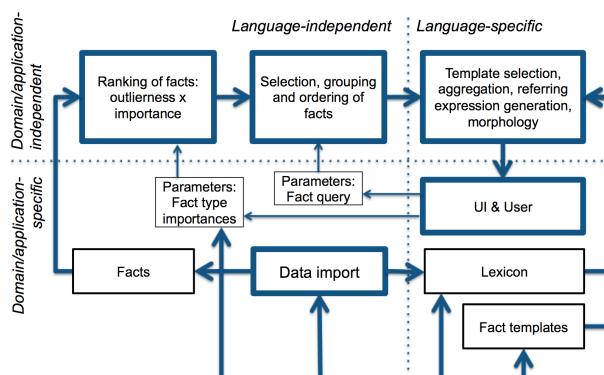 Language-independent
Language-specific
Domain/application-
independent
Ranking of facts:
outlierness x
importance
Selection, grouping
and ordering of
facts
Template selection,
aggregation, referring
expression generation,
morphology
Domain/application-
specific
Parameters:
Fact type
importances
Parameters:
Fact query
UI & User
Facts
Data import
Lexicon
Fact templates